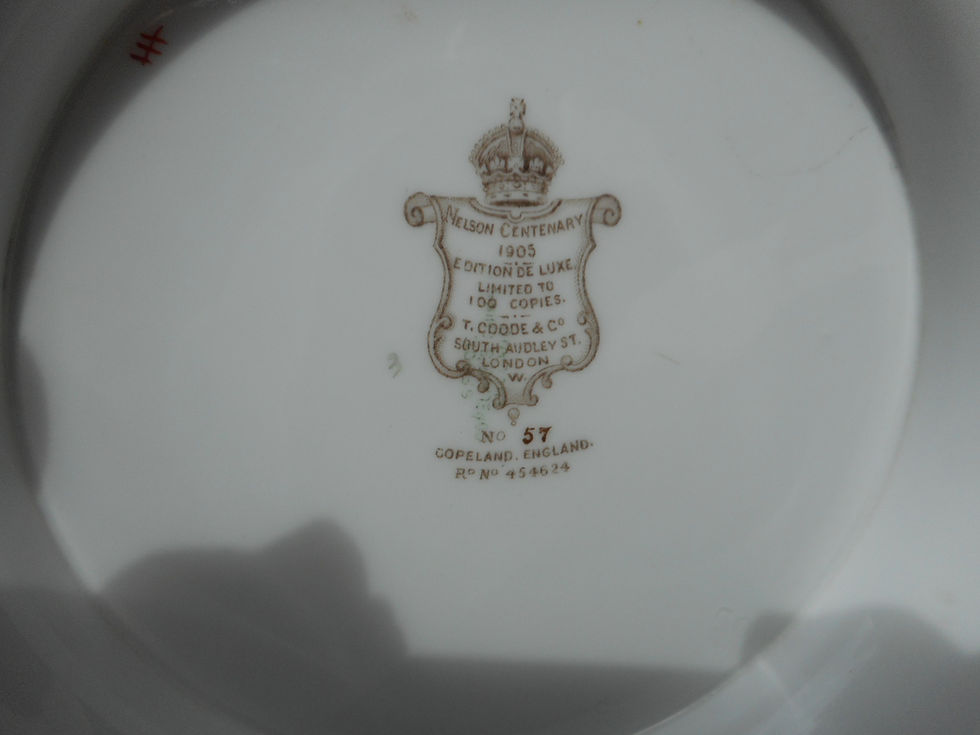 NELSON CENTENARY
1905
EDITION DE LUXE
LIMITED TO
100 COPIES.
T. GOODE & Co
SOUTH AUDLEY ST.
LONDON
W.
No 57
COPELAND. ENGLAND.
RD No 454624